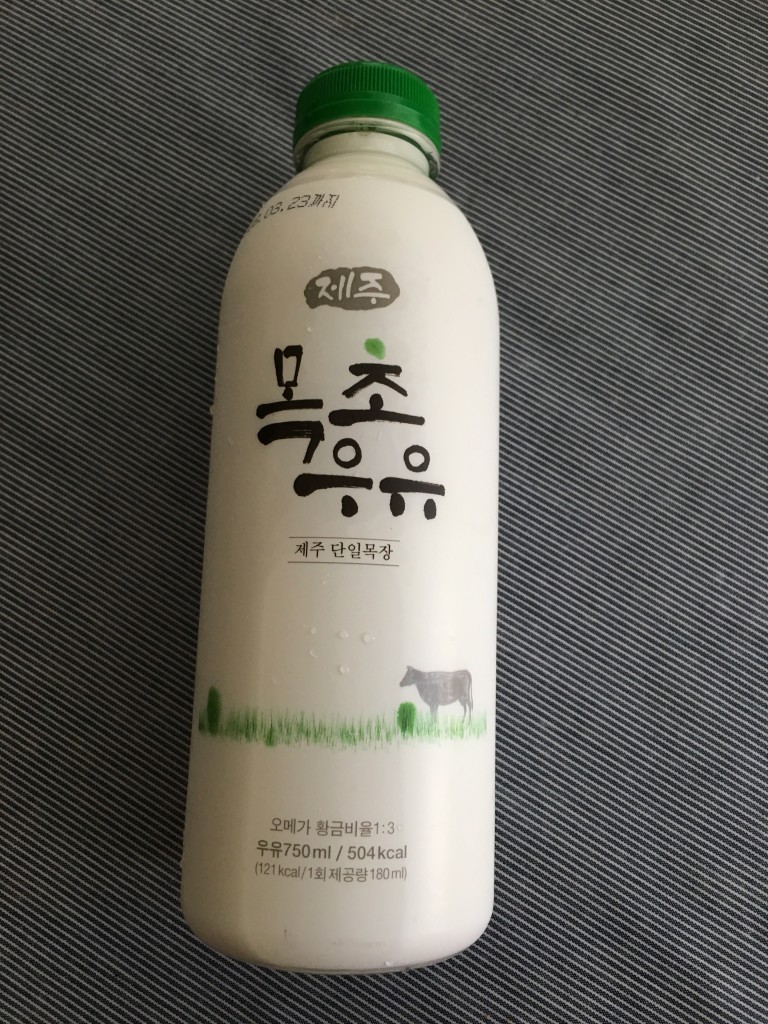 03. 23까지
제주
목초
우유
제주 단일목장
오메가 황금비율1:3
우유750ml / 504kcal
(121kcal/1회 제공량180ml)